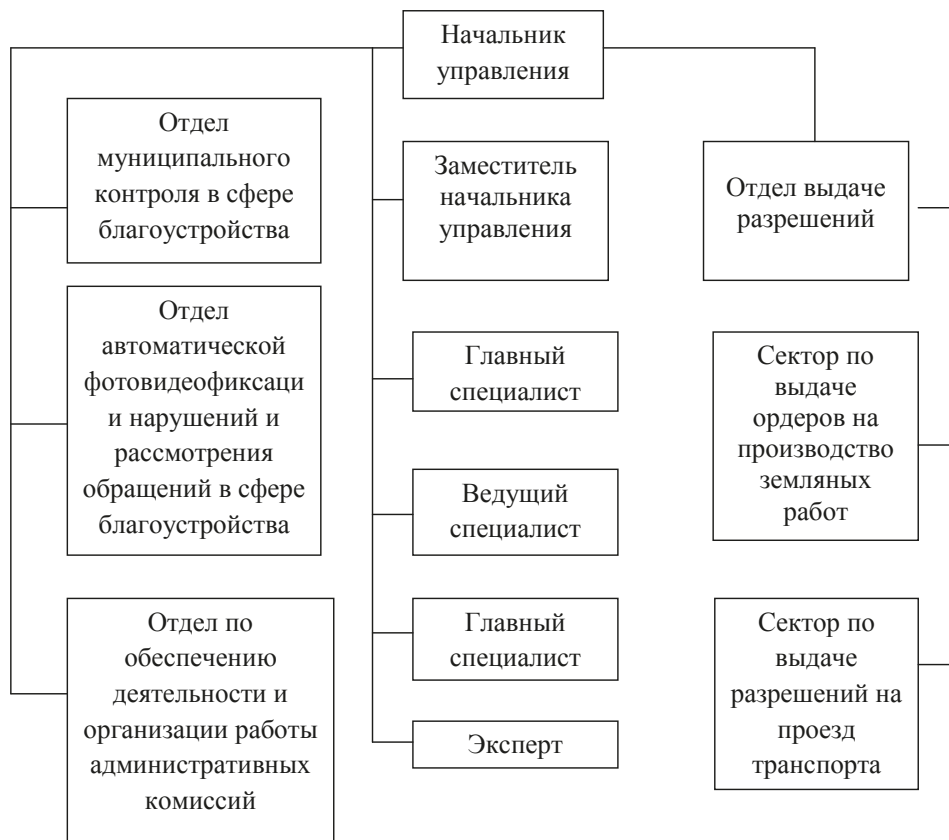 Начальник
управления
Отдел
муниципального
контроля в сфере
благоустройства
Заместитель
начальника
управления
Отдел выдаче
разрешений
Отдел
автоматической
фотовидеофиксаци
и нарушений и
рассмотрения
обращений в сфере
благоустройства
Главный
специалист
Сектор по
выдаче
ордеров на
производство
земляных
работ
Ведущий
специалист
Отдел по
обеспечению
деятельности и
организации работы
административных
комиссий
Главный
специалист
Сектор по
выдаче
разрешений на
проезд
транспорта
Эксперт